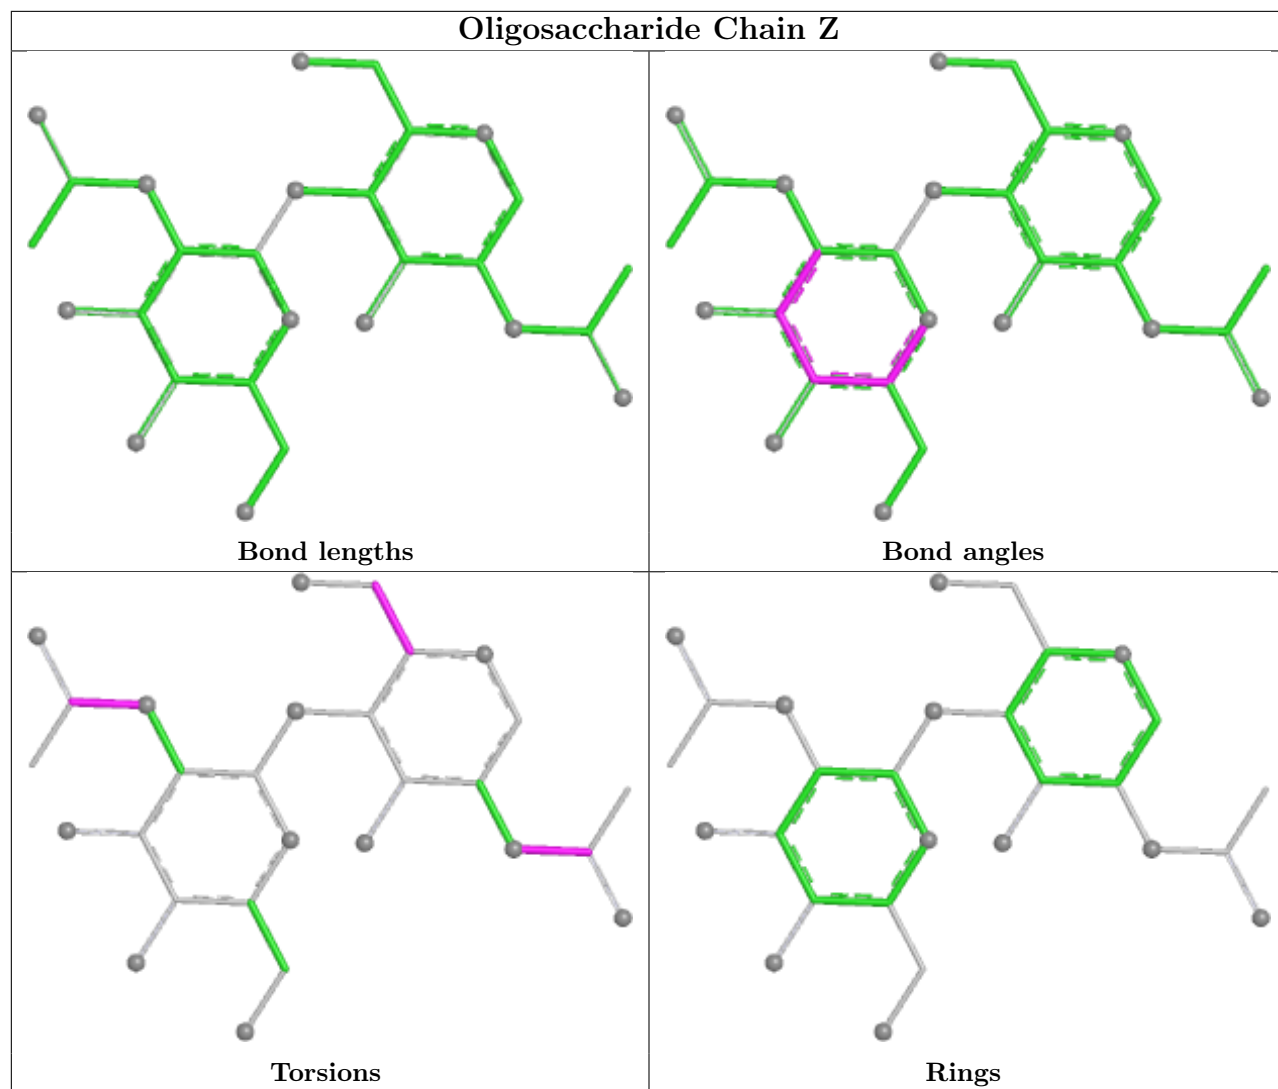 Oligosaccharide Chain Z
Bond lengths
Bond angles
Torsions
Rings